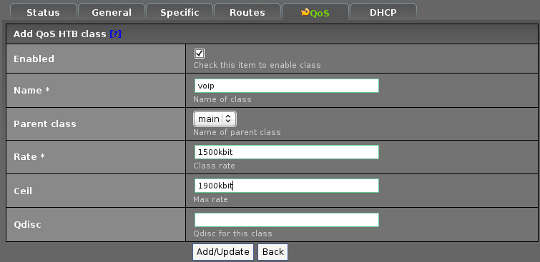 Status General Specific Routes QoS DHCP
Add QoS HTB class [?]
Enabled
Check this item to enable class
Name * voip
Name of class
Parent class main
Name of parent class
Rate * 1500kbit
Class rate
Ceil 1900kbit
Max rate
Qdisc
Qdisc for this class
Add/Update Back